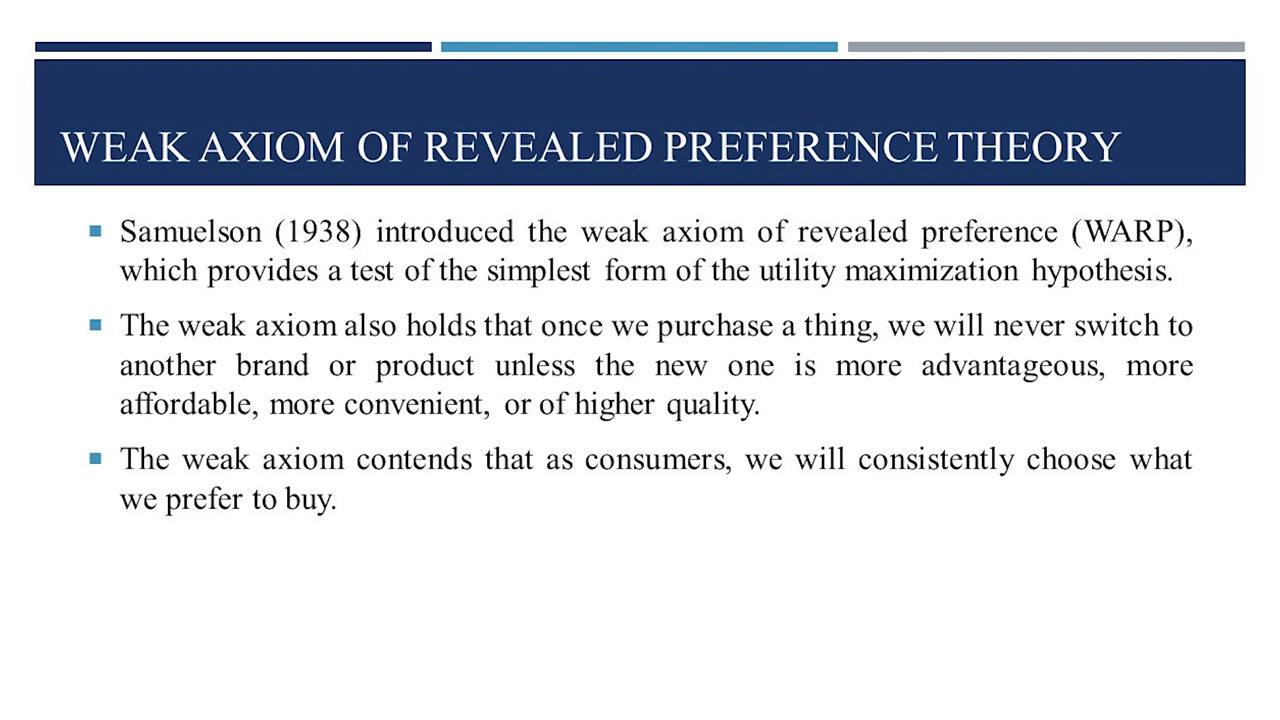 WEAK AXIOM OF REVEALED PREFERENCE THEORY
Samuelson (1938) introduced the weak axiom of revealed preference (WARP),
which provides a test of the simplest form of the utility maximization hypothesis.
The weak axiom also holds that once we purchase a thing, we will never switch to
another brand or product unless the new one is more advantageous, more
affordable, more convenient, or of higher quality.
The weak axiom contends that as consumers, we will consistently choose what
we prefer to buy.